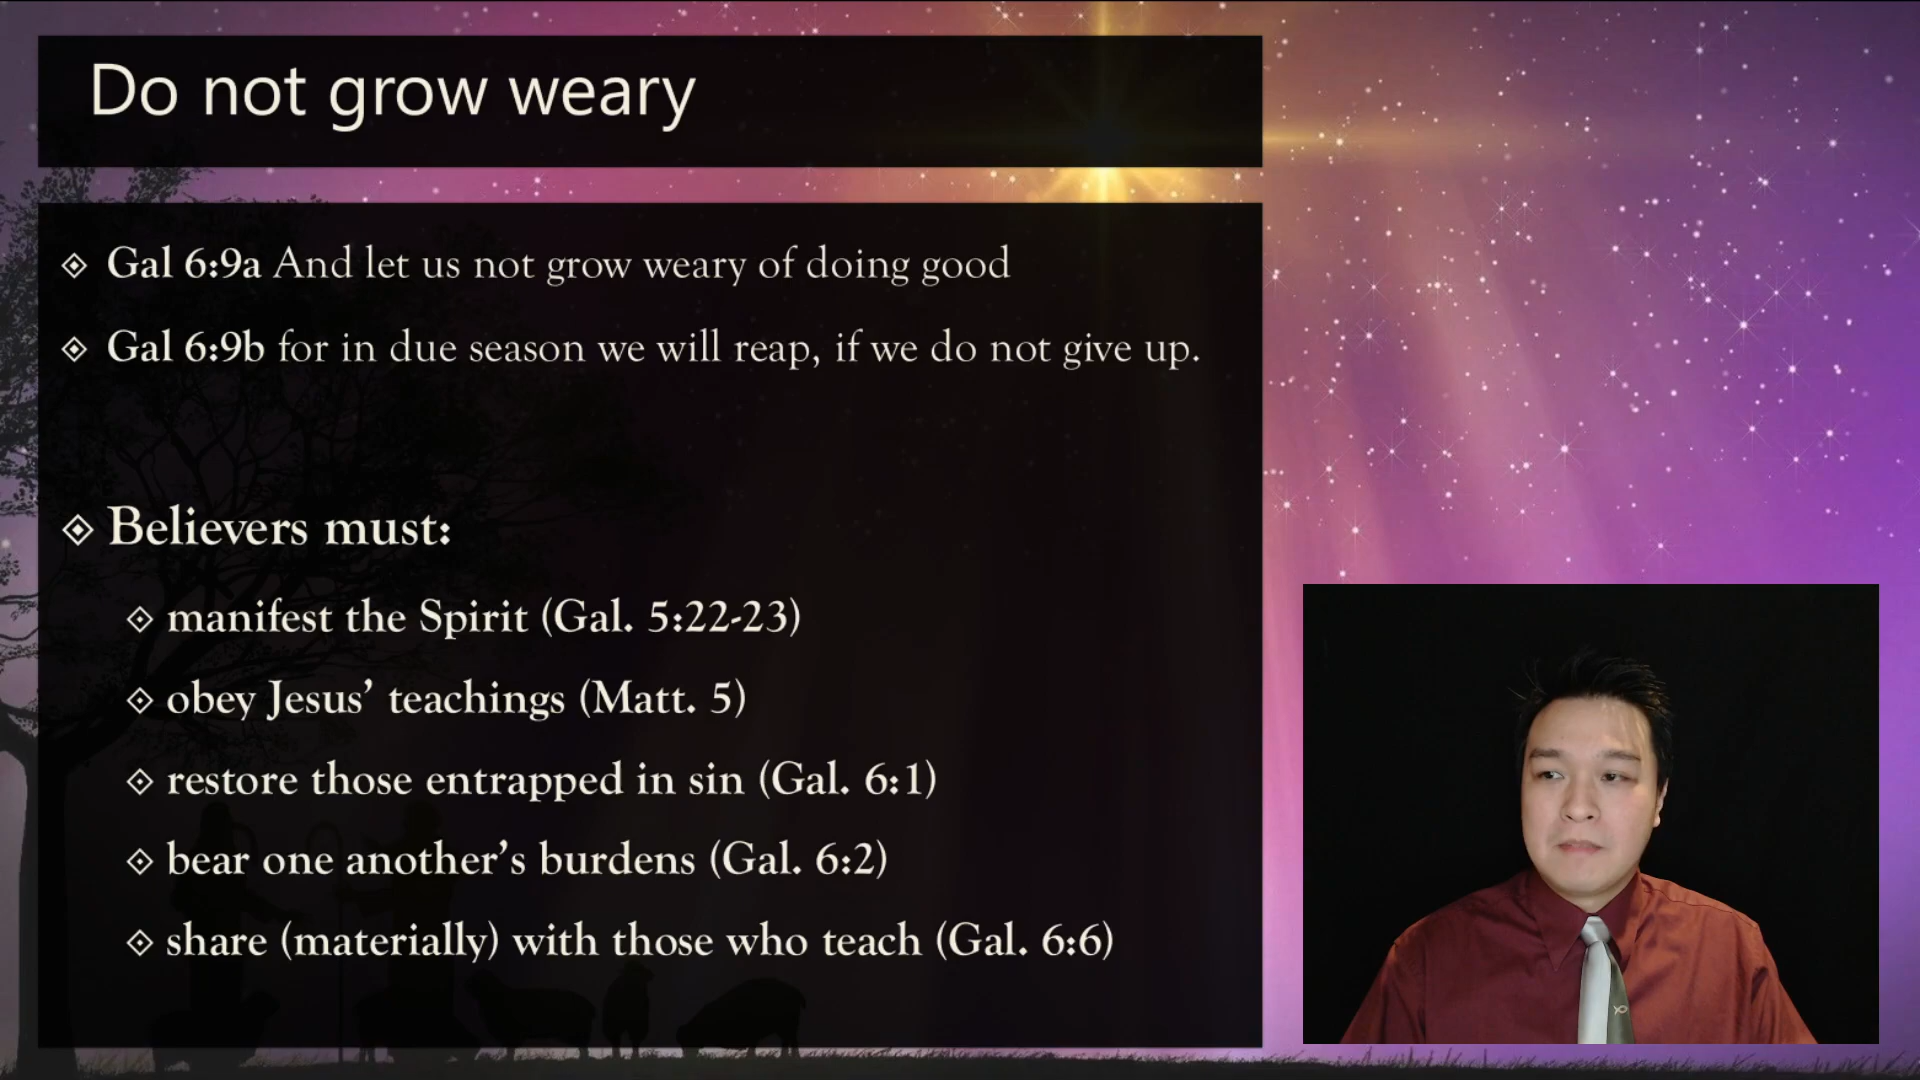 Do not grow weary
Gal 6:9a And let us not grow weary of doing good
Gal 6:9b for in due season we will reap, if we do not give up.
Believers must:
manifest the Spirit (Gal. 5:22-23)
obey Jesus’ teachings (Matt. 5)
restore those entrapped in sin (Gal. 6:1)
bear one another’s burdens (Gal. 6:2)
share (materially) with those who teach (Gal. 6:6)